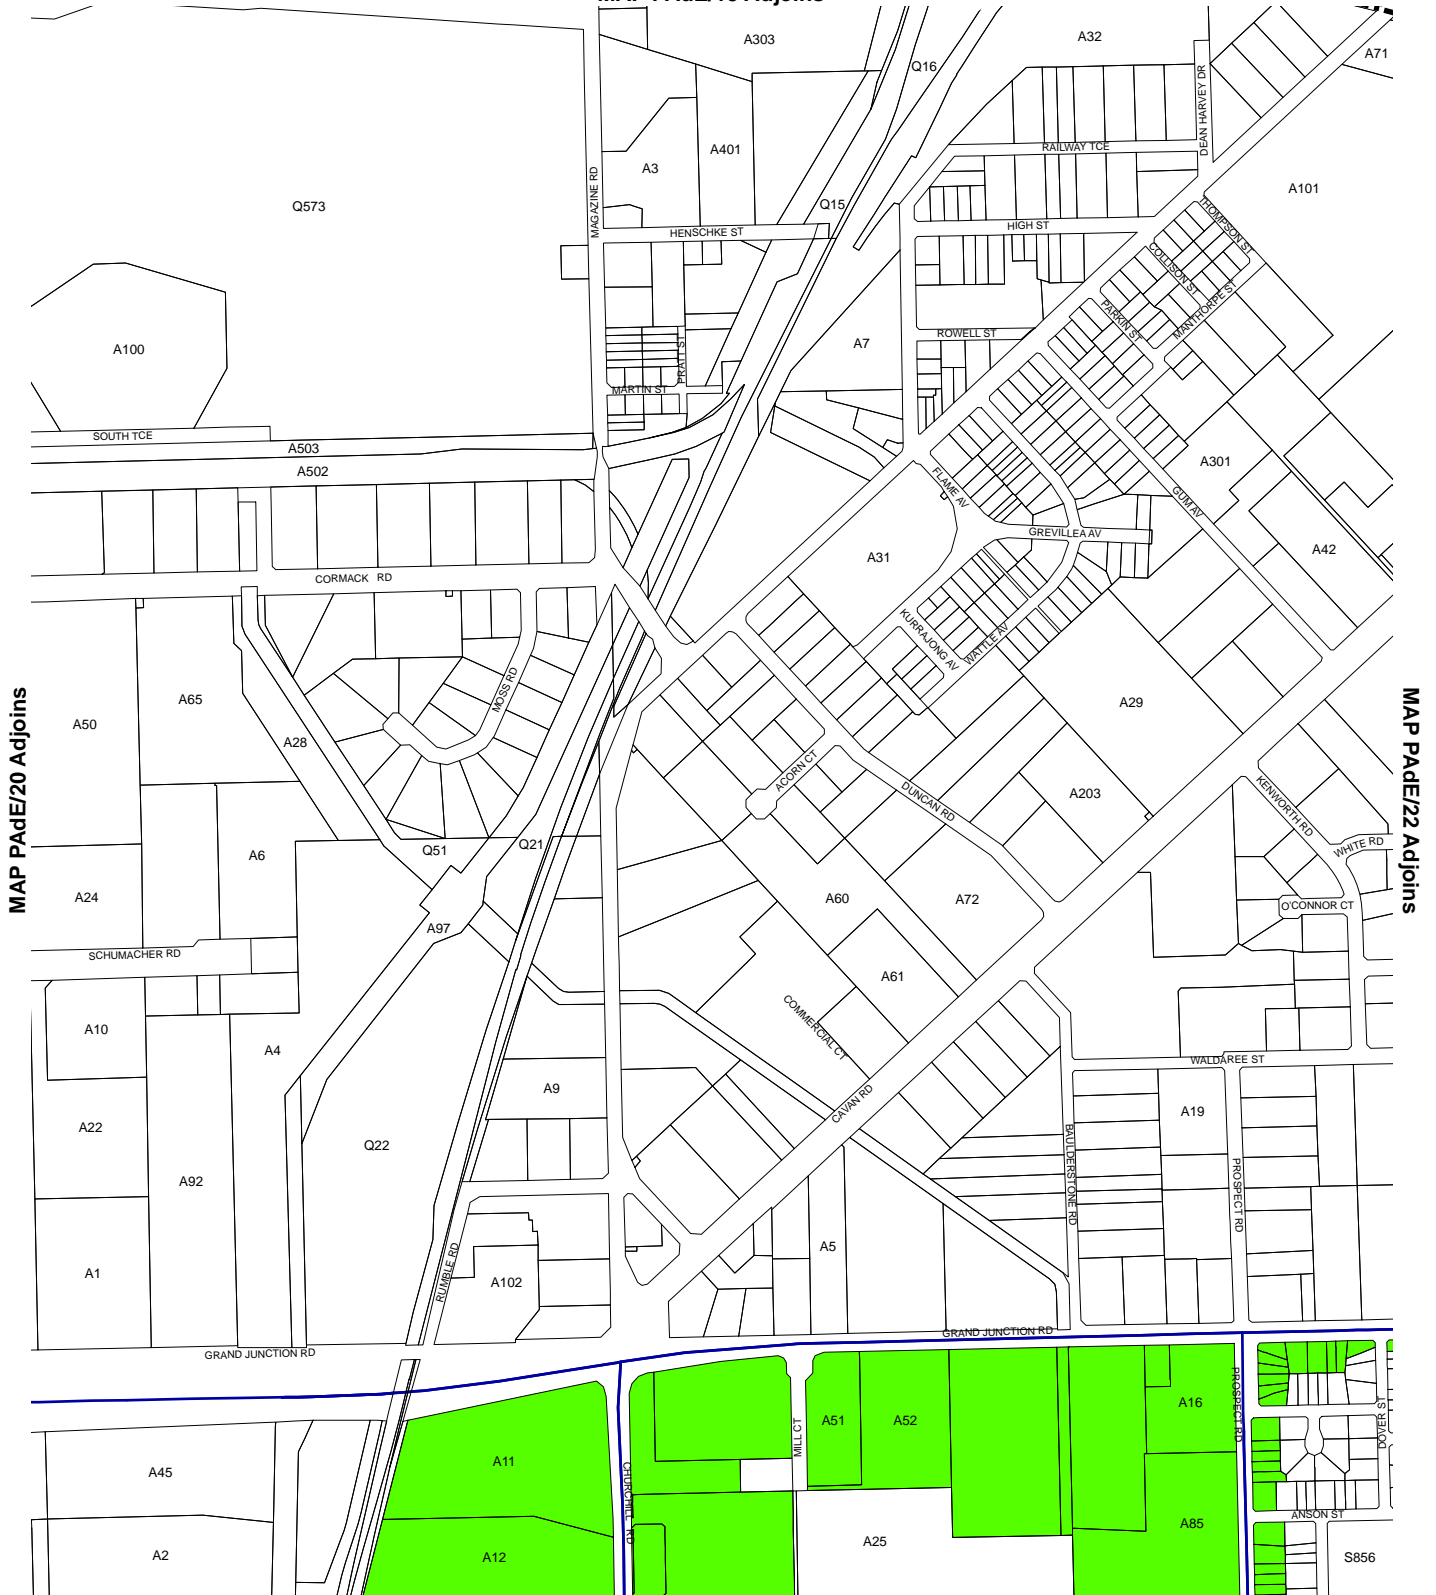 A303
A32
A71
Q16
DEAN HARVEY DR
A401
A3
RAILWAY TCE
MAGAZINE RD
Q573
Q15
A101
HENSCHKE ST
HIGH ST
THOMPSON ST
COLLISON ST
MANTHORPE ST
PARKIN ST
A100
PRATT ST
ROWELL ST
A7
MARTIN ST
SOUTH TCE
A503
A502
A301
FLAME AV
GUM AV
GREVILLEA AV
A42
A31
CORMACK RD
KURRAJONG AV
WATTLE AV
MOSS RD
A65
A50
A28
A29
MAP PAdE/20 Adjoins
MAP PAdE/22 Adjoins
ACORN CT
DUNCAN RD
A203
KENWORTH RD
WHITE RD
Q51
Q21
A6
A24
A60
A72
O'CONNOR CT
A97
SCHUMACHER RD
A61
A10
COMMERCIAL CT
A4
WALDAREE ST
A9
CAVAN RD
A19
A22
Q22
BAULDERSTONE RD
PROSPECT RD
A92
A5
A1
RUMBLE RD
A102
GRAND JUNCTION RD
GRAND JUNCTION RD
A16
PROSPECT RD
A51
A52
MILL CT
DOVER ST
A11
A45
CHURCHILL RD
ANSON ST
A85
A25
A2
A12
S856